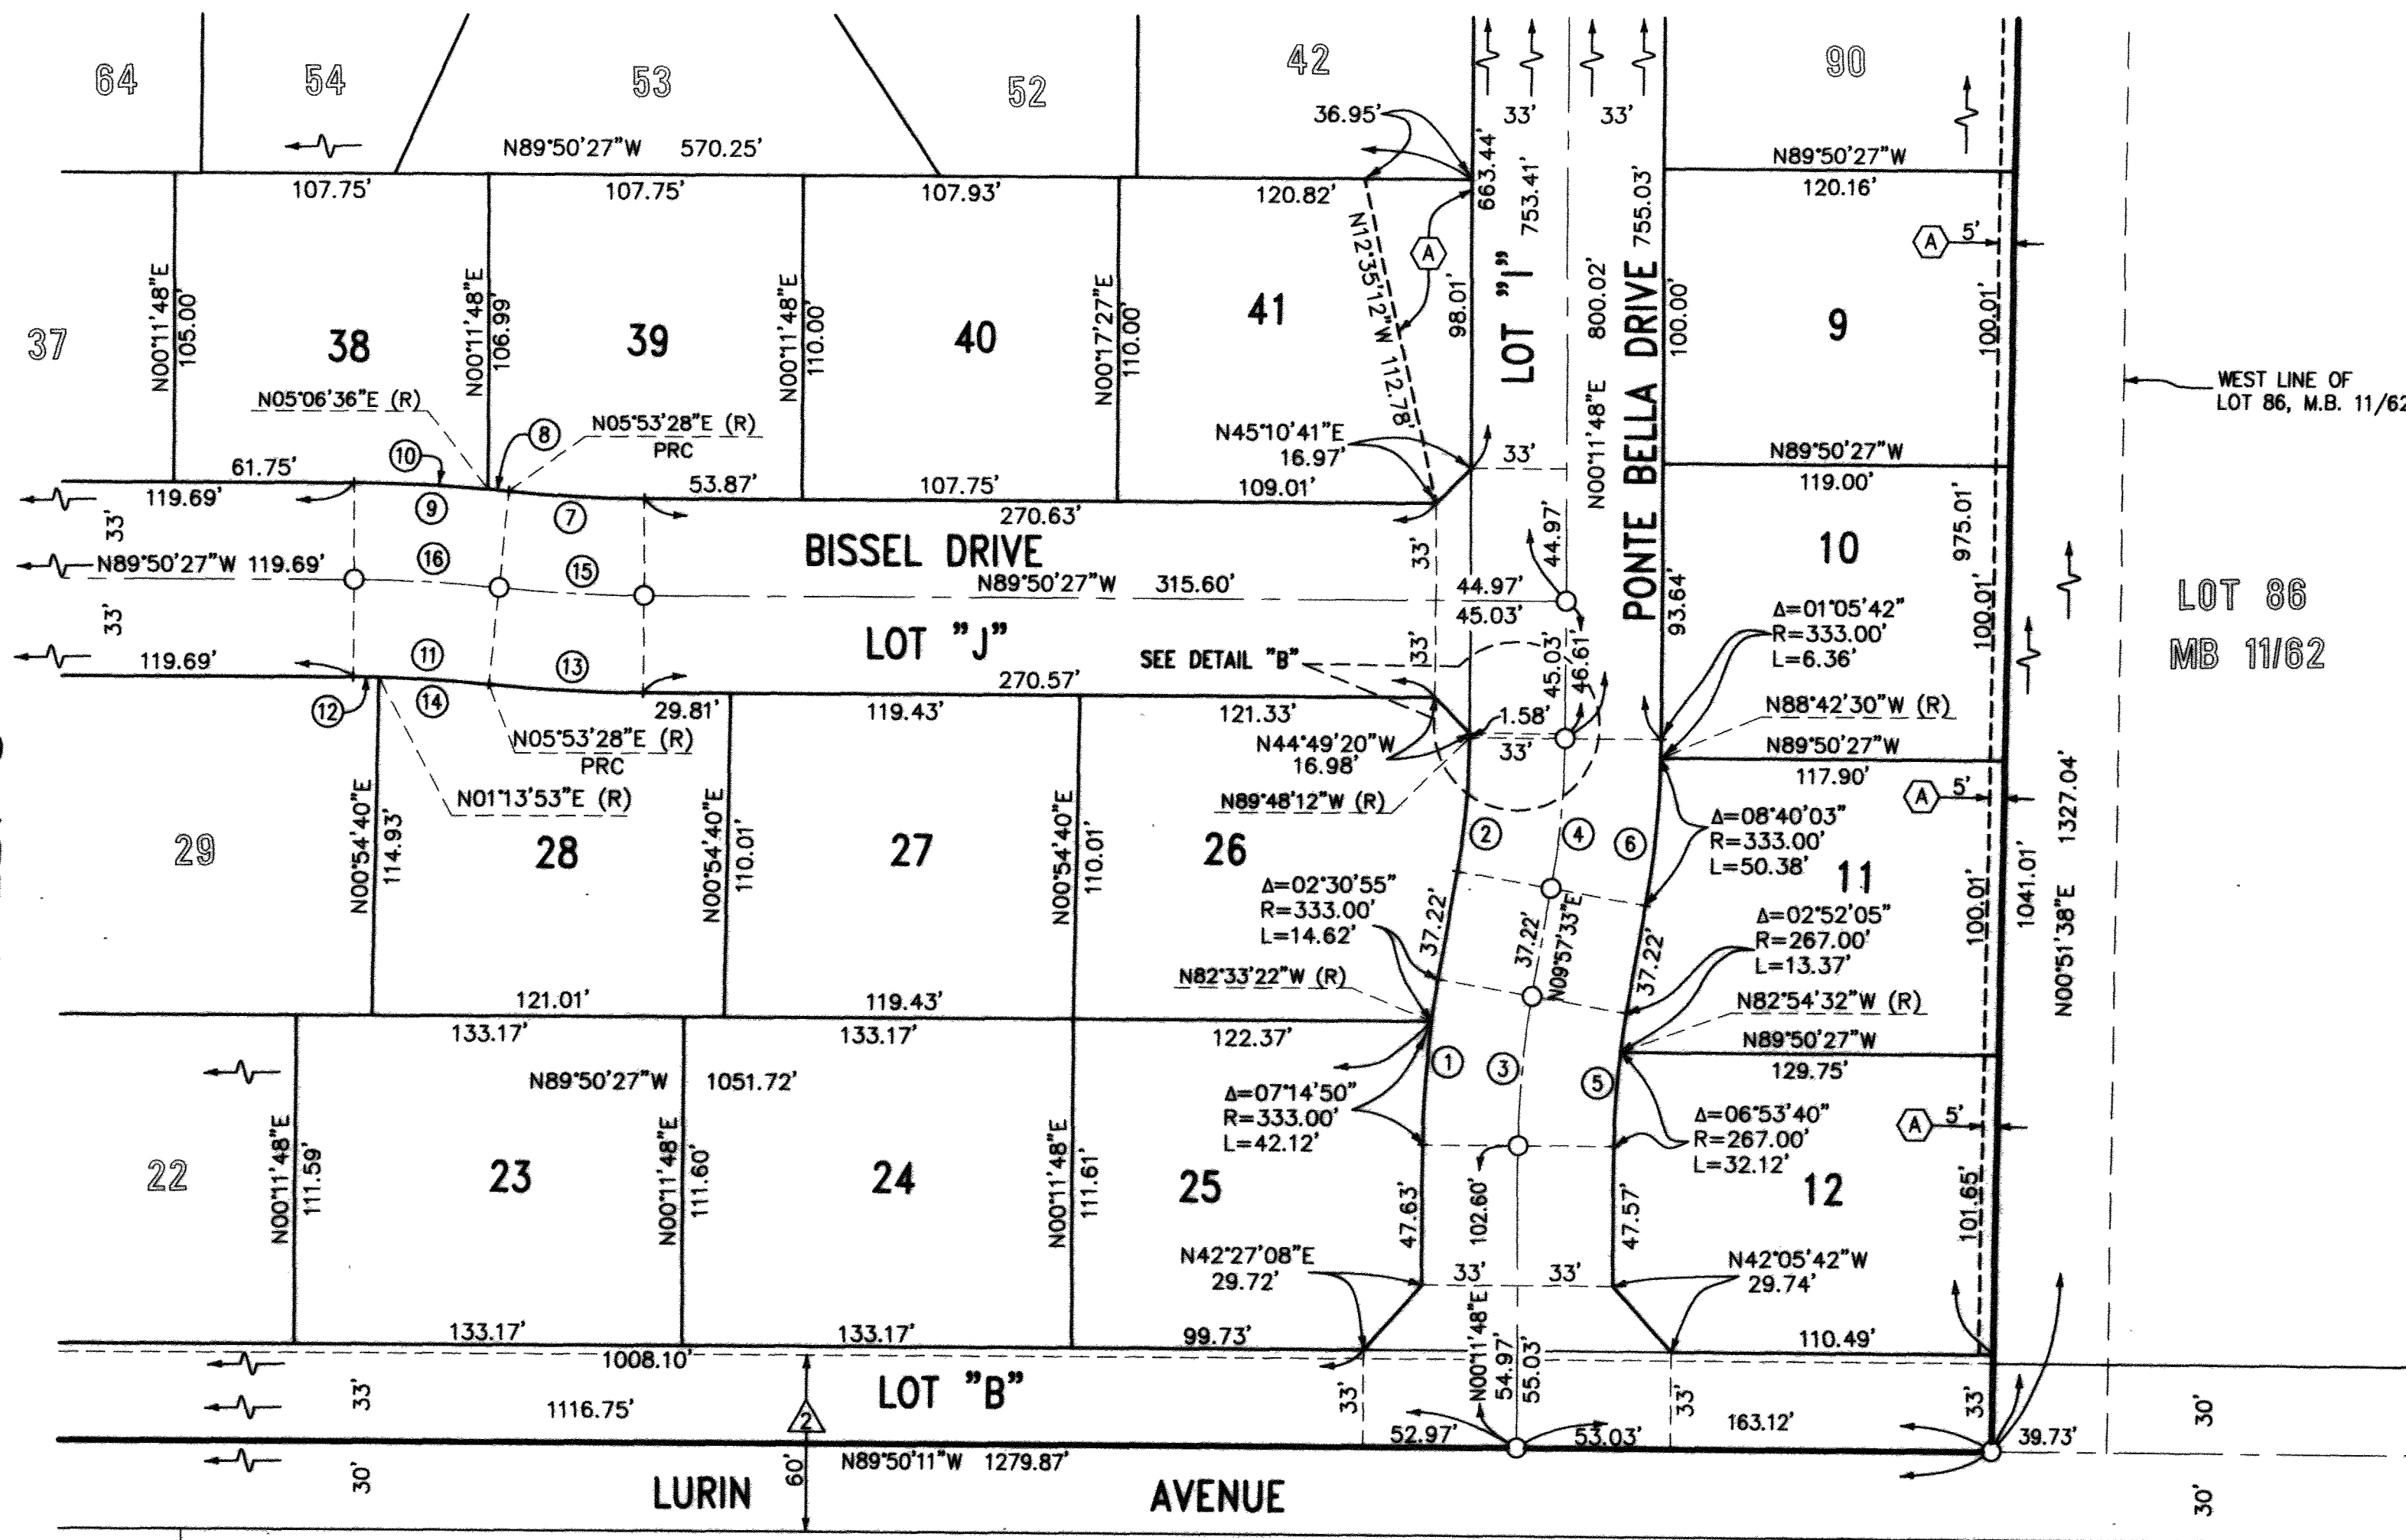 64
54
53
52
42
90
36.95'
33'
33'
N89°50'27"W 570.25'
N89°50'27"W
107.75'
107.75'
107.93'
120.82'
120.16'
663.44'
753.41'
755.03'
A
A
5'
37
N00°11'48"E
105.00'
38
N00°11'48"E
106.99'
39
N00°11'48"E
110.00'
40
N00°17'27"E
110.00'
41
N12°35'12"W 112.78'
98.01'
LOT "I"
N00°11'48"E 800.02'
PONTE BELLA DRIVE
100.00'
9
100.01'
WEST LINE OF
LOT 86, M.B. 11/62
N05°06'36"E (R)
8
N05°53'28"E (R)
PRC
N45°10'41"E
16.97'
33'
N89°50'27"W
10
61.75'
53.87'
107.75'
109.01'
119.00'
119.69'
9
7
270.63'
33'
BISSEL DRIVE
33'
44.97'
10
975.01'
16
15
N89°50'27"W 119.69'
N89°50'27"W 315.60'
44.97'
45.03'
93.64'
Δ=01°05'42"
R=333.00'
L=6.36'
100.01'
LOT 86
MB 11/62
33'
LOT "J"
SEE DETAIL "B"
33'
45.03'
46.61'
119.69'
11
13
270.57'
12
14
29.81'
119.43'
121.33'
1.58'
33'
N88°42'30"W (R)
N05°53'28"E (R)
PRC
N44°49'20"W
16.98'
N89°50'27"W
117.90'
N01°13'53"E (R)
N89°48'12"W (R)
A
5'
29
N00°54'40"E
114.93'
28
N00°54'40"E
110.01'
27
N00°54'40"E
110.01'
26
2
4
6
Δ=08°40'03"
R=333.00'
L=50.38'
11
N00°51'38"E 1327.04'
1041.01'
100.01'
Δ=02°30'55"
R=333.00'
L=14.62'
37.22'
37.22'
N09°57'33"E
37.22'
Δ=02°52'05"
R=267.00'
L=13.37'
N82°33'22"W (R)
N82°54'32"W (R)
121.01'
119.43'
133.17'
133.17'
122.37'
N89°50'27"W
129.75'
N89°50'27"W 1051.72'
1
3
5
Δ=07°14'50"
R=333.00'
L=42.12'
Δ=06°53'40"
R=267.00'
L=32.12'
A
5'
22
N00°11'48"E
111.59'
23
N00°11'48"E
111.60'
24
N00°11'48"E
111.61'
25
47.63'
102.60'
47.57'
12
101.65'
N42°27'08"E
29.72'
33'
33'
N42°05'42"W
29.74'
133.17'
133.17'
99.73'
N00°11'48"E
54.97'
55.03'
110.49'
1008.10'
33'
LOT "B"
33'
33'
33'
30'
1116.75'
2
52.97'
53.03'
163.12'
39.73'
30'
60'
N89°50'11"W 1279.87'
LURIN AVENUE
30'